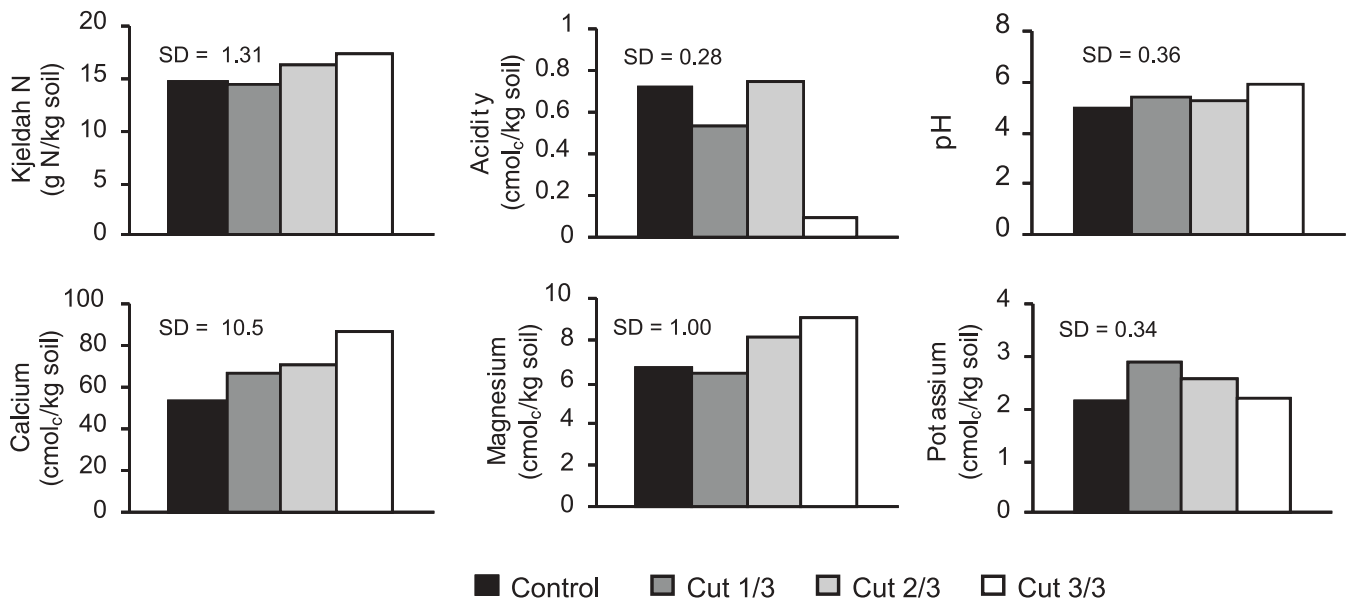 Kjeldah N
(g N/kg soil)
20
15
10
5
0
SD = 1.31
Acidity
(cmolc/kg soil)
1
0.8
0.6
0.4
0.2
0
SD = 0.28
pH
8
6
4
2
0
SD = 0.36
Calcium
(cmolc/kg soil)
100
80
60
40
20
0
SD = 10.5
Magnesium
(cmolc/kg soil)
10
8
6
4
2
0
SD = 1.00
Potassium
(cmolc/kg soil)
4
3
2
1
0
SD = 0.34
Control Cut 1/3 Cut 2/3 Cut 3/3